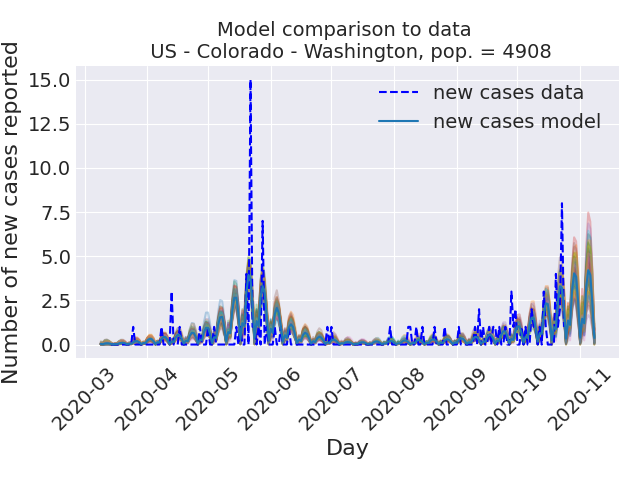 Model comparison to data
US - Colorado - Washington, pop. = 4908
Number of new cases reported
15.0
12.5
10.0
7.5
5.0
2.5
0.0
new cases data
new cases model
2020-03
2020-04
2020-05
2020-06
2020-07
2020-08
2020-09
2020-10
2020-11
Day